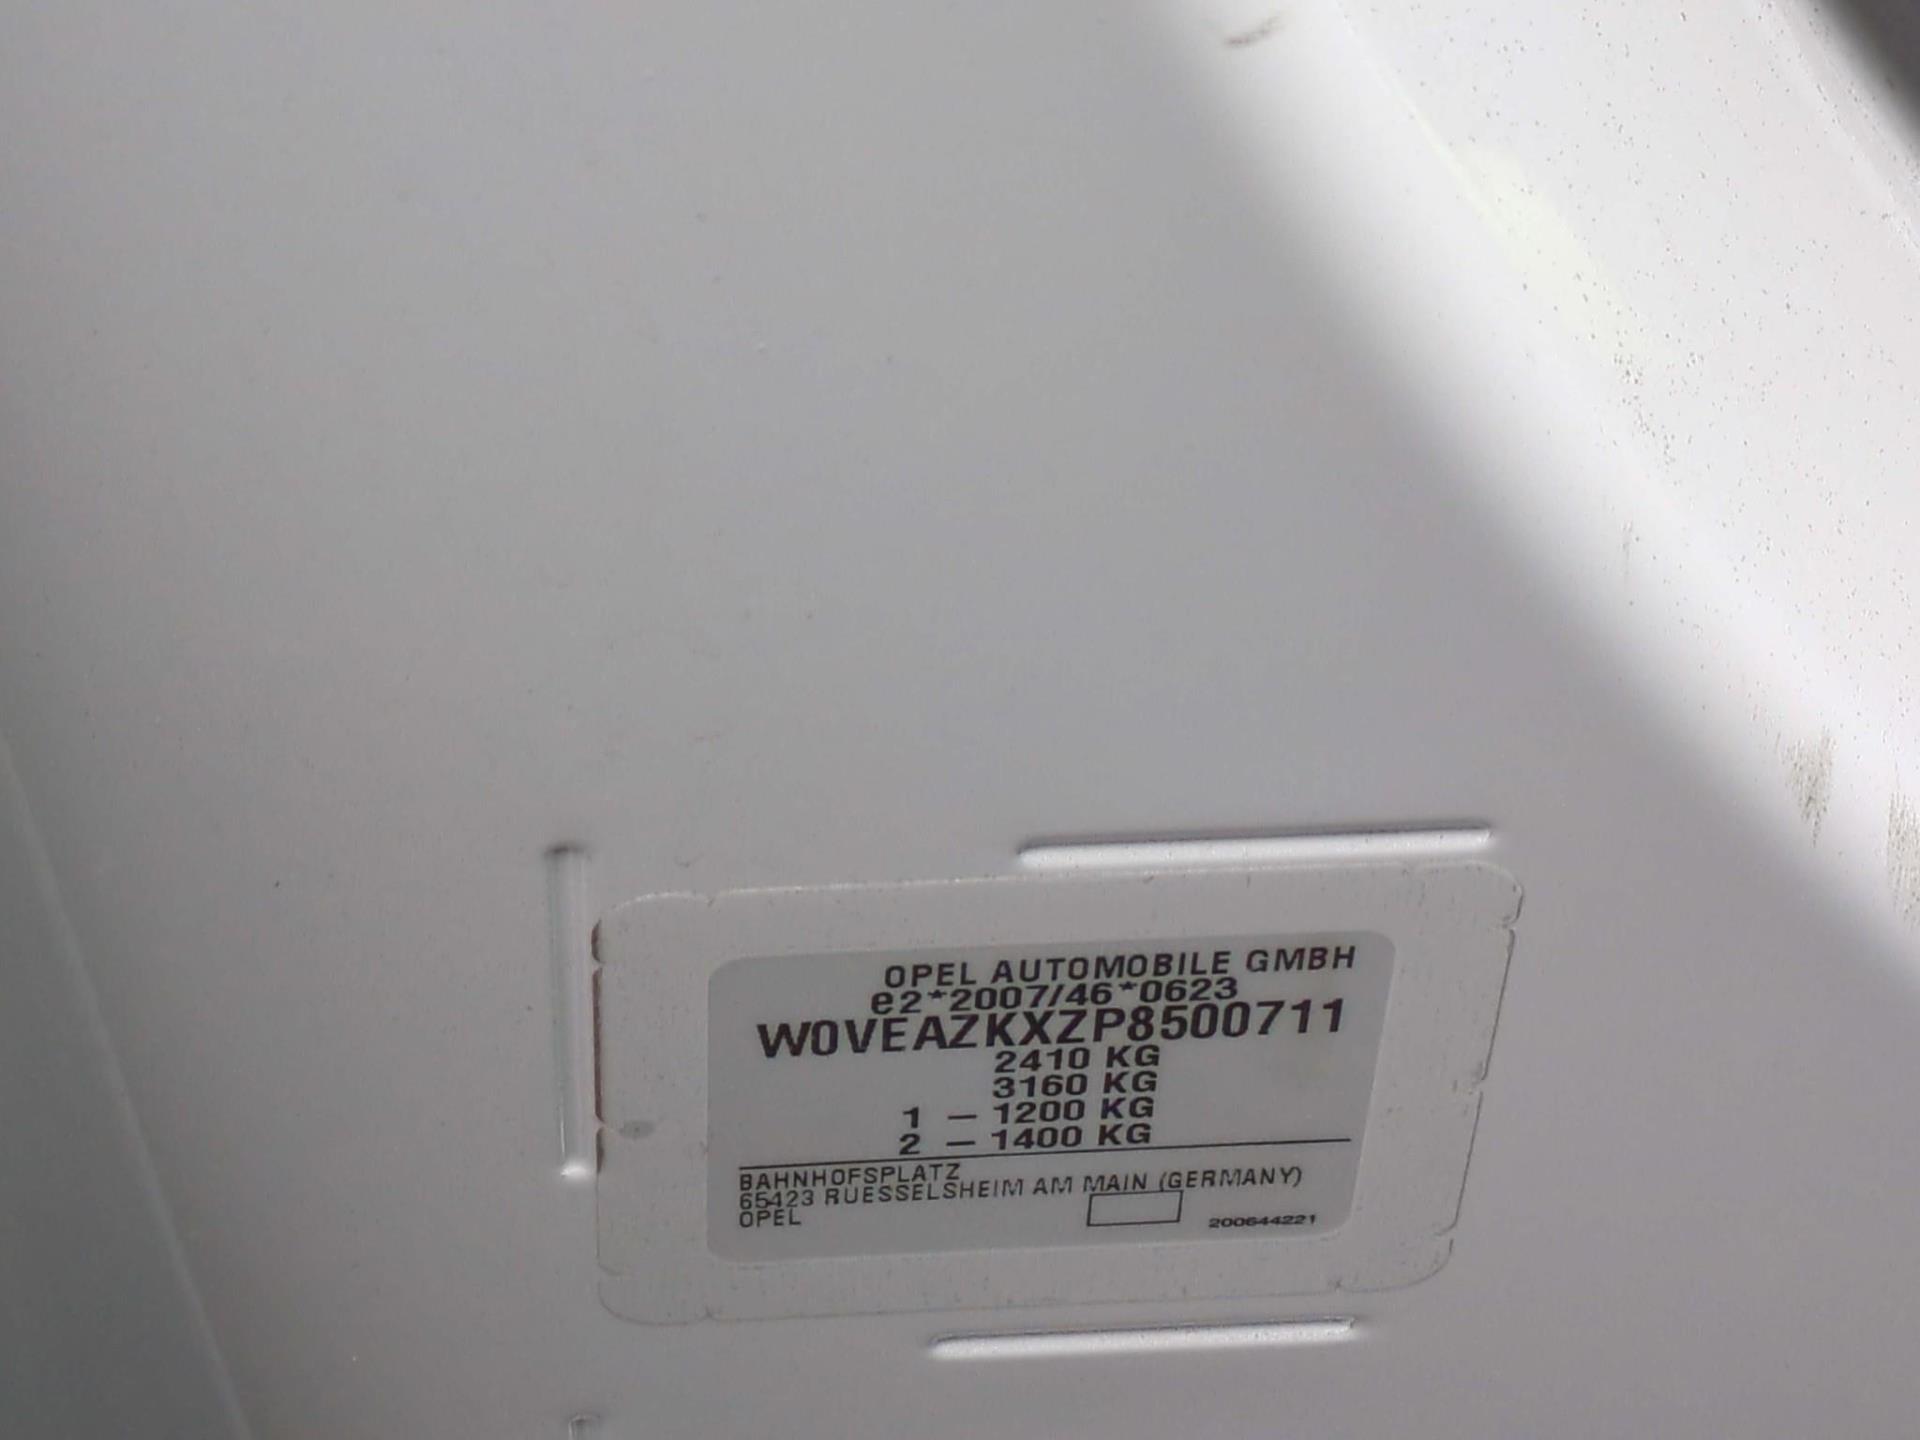 OPEL AUTOMOBILE GMBH
e2*2007/46*0623
W0VEAZKXZP8500711
2410 KG
3160 KG
1 – 1200 KG
2 – 1400 KG
BAHNHOFSPLATZ
65423 RUESSELSHEIM AM MAIN (GERMANY)
OPEL
200644221